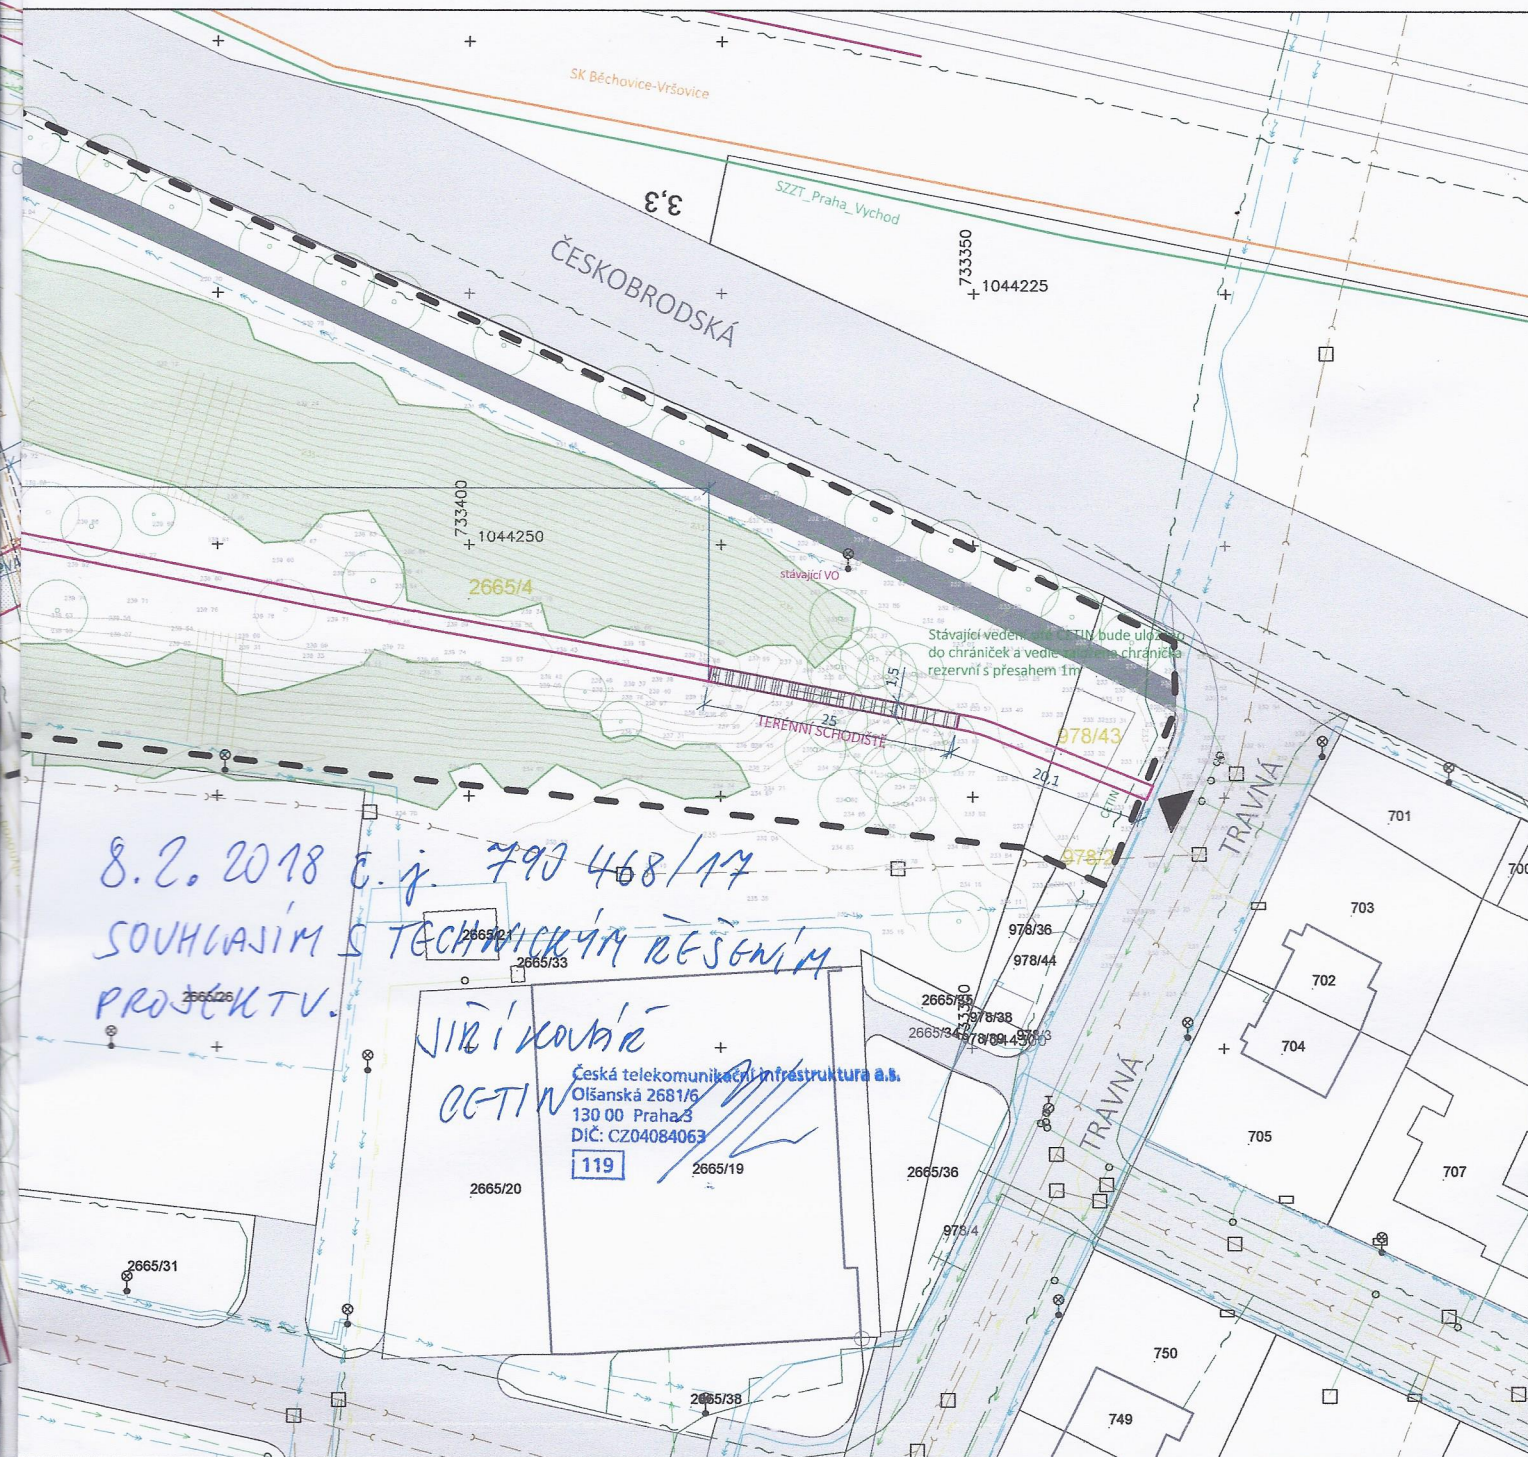 SK Běchovice-Vršovice
SZZT_Praha_Vychod
3,3
ČESKOBRODSKÁ
733350
1044225
733400
1044250
2665/4
stávající VO
Stávající vedení sítě CETIN bude uloženo
do chrániček a vedle založena chránička
rezervní s přesahem 1m
1,5
25
TERÉNNÍ SCHODIŠTĚ
20,1
978/43
CETIN
978/2
TRAVNÁ
701
700
703
702
704
705
707
8.2.2018 č.j. 790 468/17
SOUHLASÍM S TECHNICKÝM ŘEŠENÍM
PROJEKTU.
JIŘÍ KOVÁŘ
CETIN
Česká telekomunikační infrastruktura a.s.
Olšanská 2681/6
130 00 Praha 3
DIČ: CZ04084063
119
2665/21
2665/33
2665/26
978/36
978/44
2665/35
978/38
2665/34
978/39
978/3
1044300
TRAVNÁ
2665/19
2665/20
2665/36
978/4
2665/31
2665/38
750
749